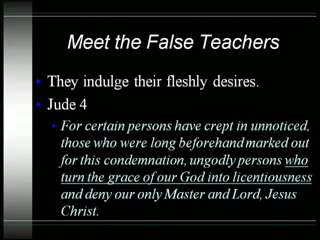 Meet the False Teachers
They indulge their fleshly desires.
Jude 4
For certain persons have crept in unnoticed,
those who were long beforehand marked out
for this condemnation, ungodly persons who
turn the grace of our God into licentiousness
and deny our only Master and Lord, Jesus
Christ.